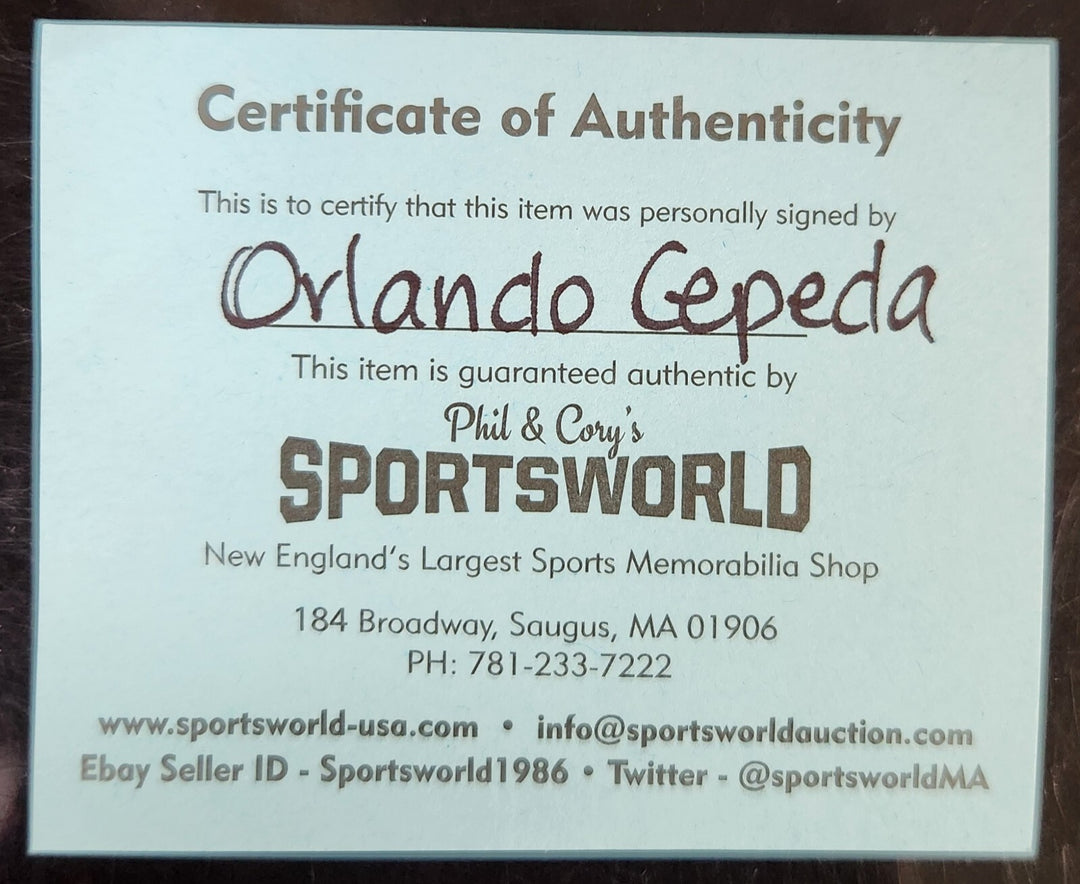 Certificate of Authenticity
This is to certify that this item was personally signed by
Orlando Cepeda
This item is guaranteed authentic by
Phil & Cory's
SPORTSWORLD
New England's Largest Sports Memorabilia Shop
184 Broadway, Saugus, MA 01906
PH: 781-233-7222
www.sportsworld-usa.com • info@sportsworldauction.com
Ebay Seller ID - Sportsworld1986 • Twitter - @sportsworldMA